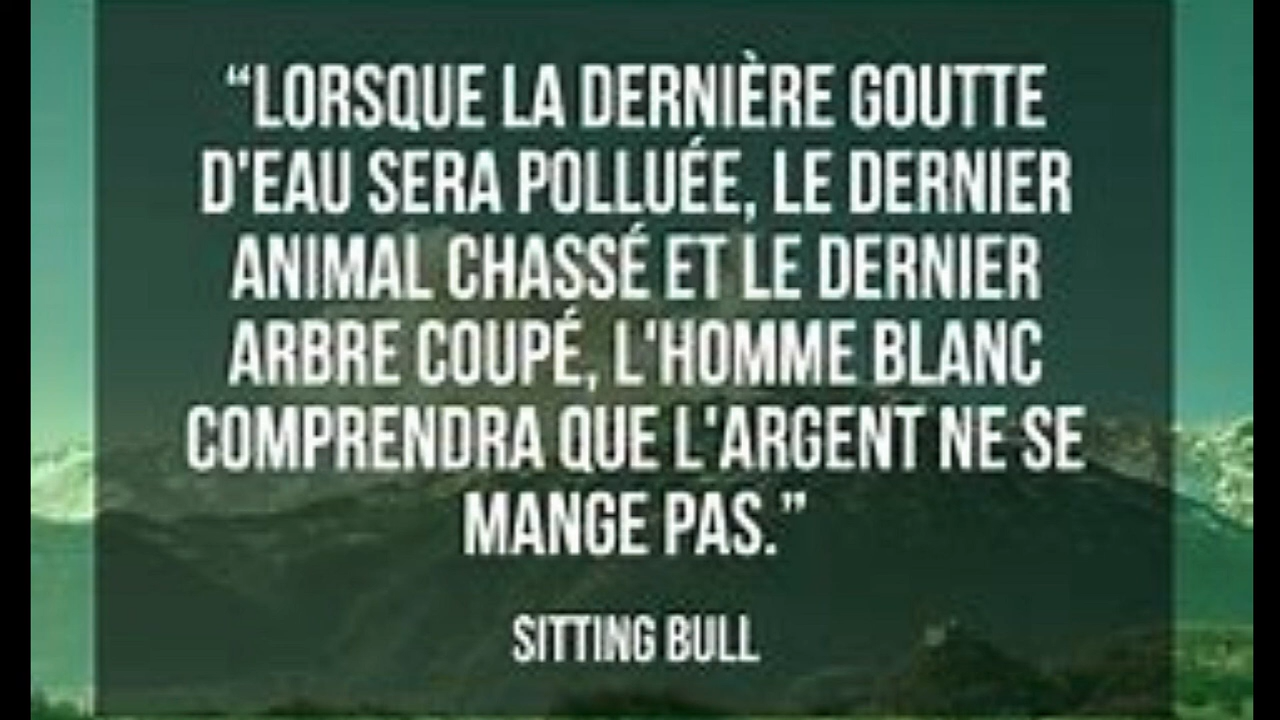 “LORSQUE LA DERNIÈRE GOUTTE
D'EAU SERA POLLUÉE, LE DERNIER
ANIMAL CHASSÉ ET LE DERNIER
ARBRE COUPÉ, L'HOMME BLANC
COMPRENDRA QUE L'ARGENT NE SE
MANGE PAS.”
SITTING BULL